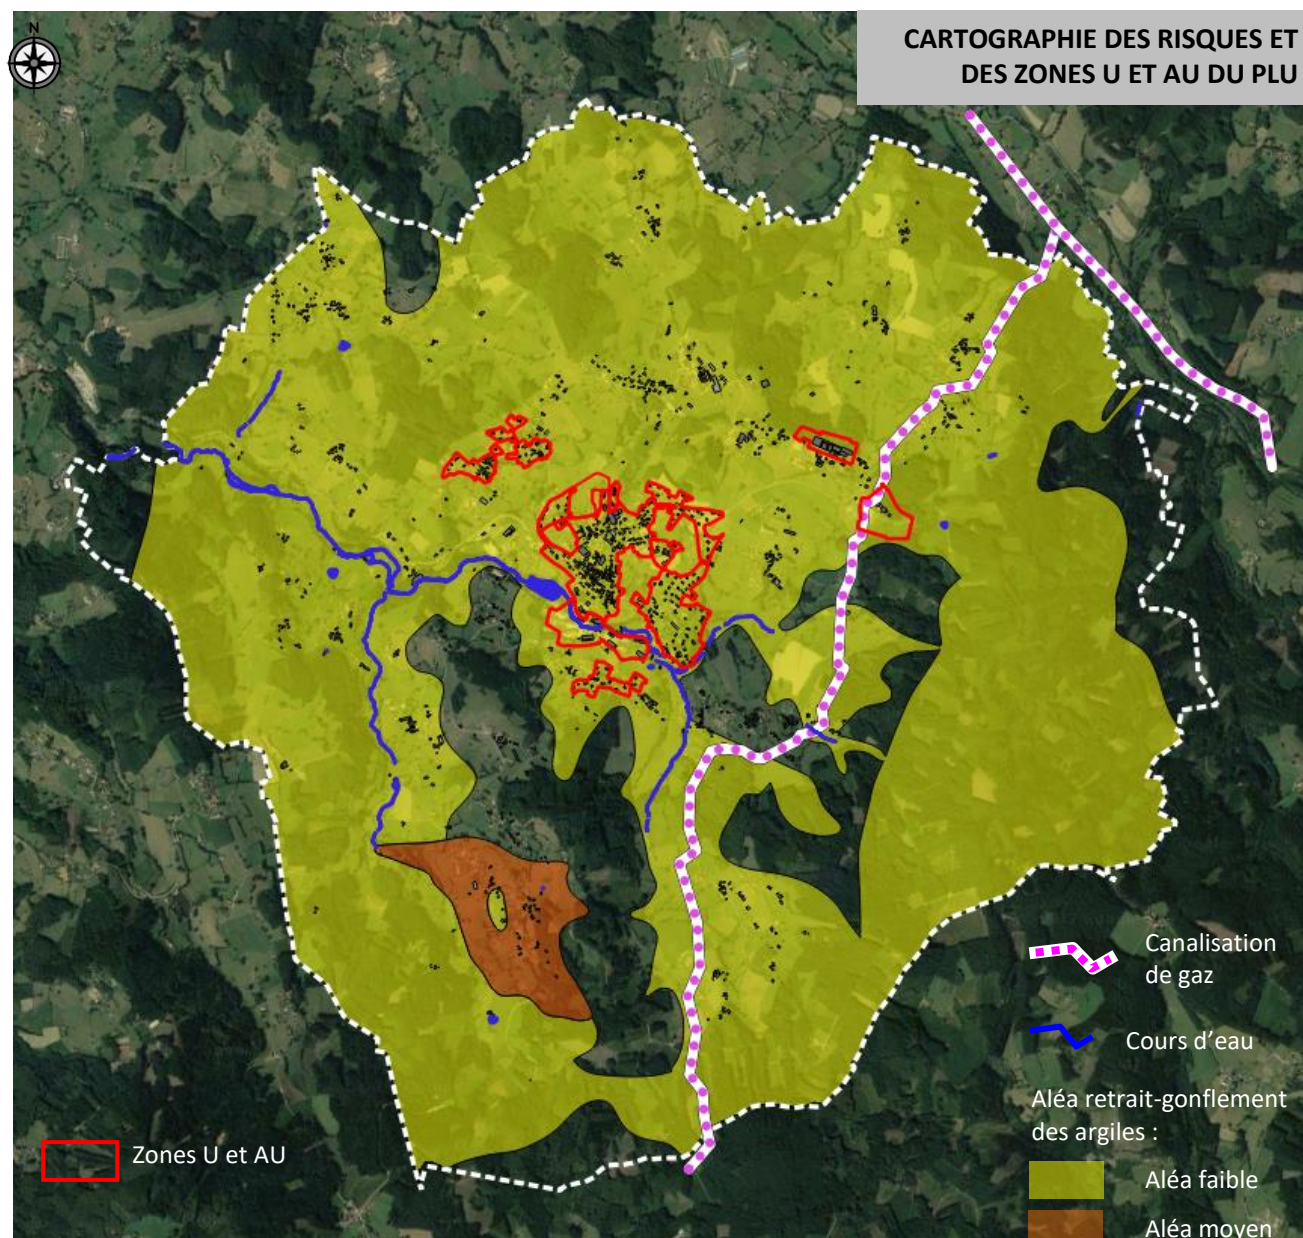 N
CARTOGRAPHIE DES RISQUES ET
DES ZONES U ET AU DU PLU
Canalisation
de gaz
Cours d’eau
Aléa retrait-gonflement
des argiles :
Zones U et AU
Aléa faible
Aléa moyen